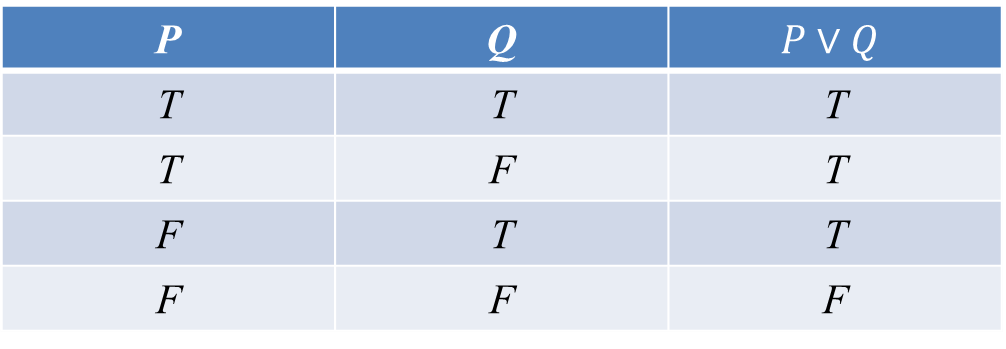 P Q P ∨ Q
T T T
T F T
F T T
F F F